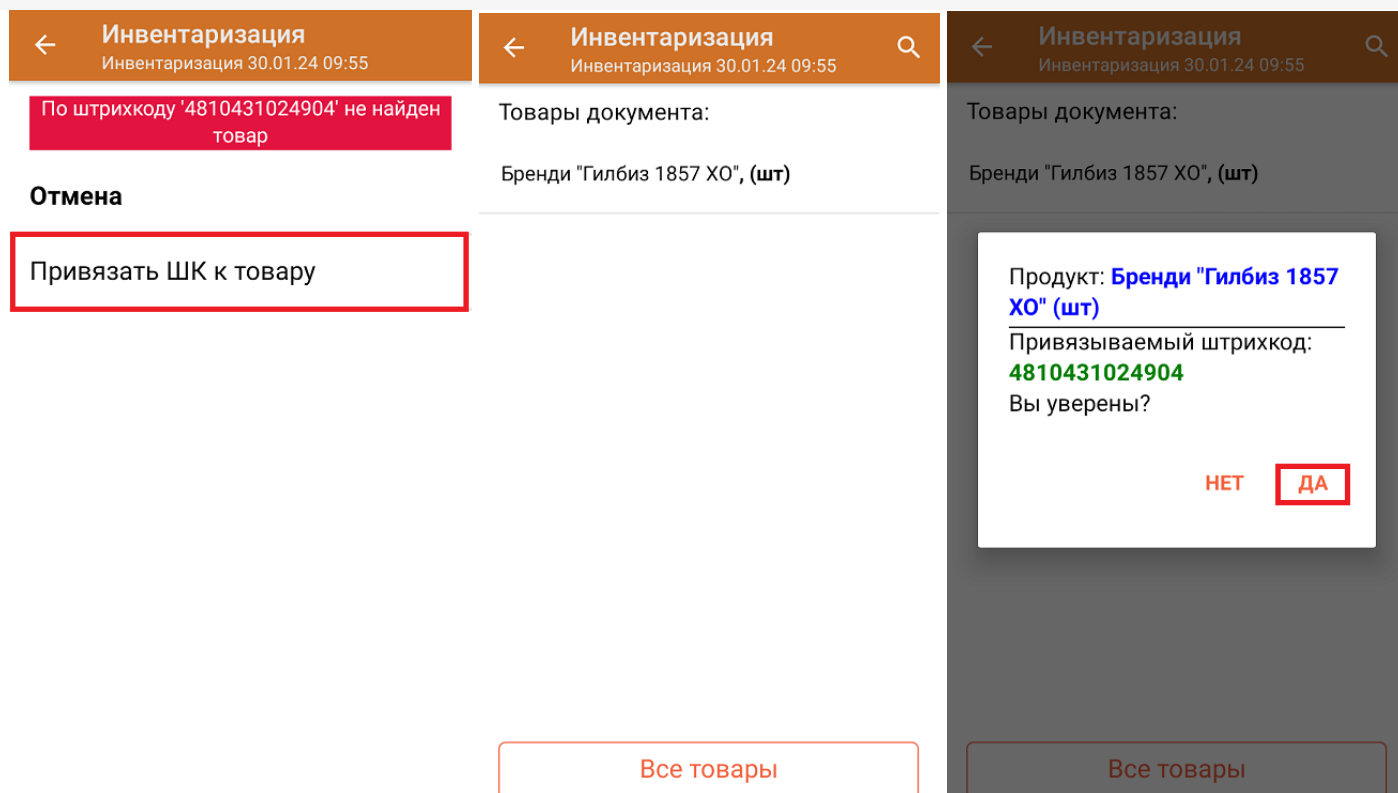 Инвентаризация
Инвентаризация 30.01.24 09:55
По штрихкоду '4810431024904' не найден
товар
Отмена
Привязать ШК к товару
Инвентаризация
Инвентаризация 30.01.24 09:55
Товары документа:
Бренди "Гилбиз 1857 ХО", (шт)
Все товары
Инвентаризация
Инвентаризация 30.01.24 09:55
Товары документа:
Бренди "Гилбиз 1857 ХО", (шт)
Продукт: Бренди "Гилбиз 1857
ХО" (шт)
Привязываемый штрихкод:
4810431024904
Вы уверены?
НЕТ ДА
Все товары